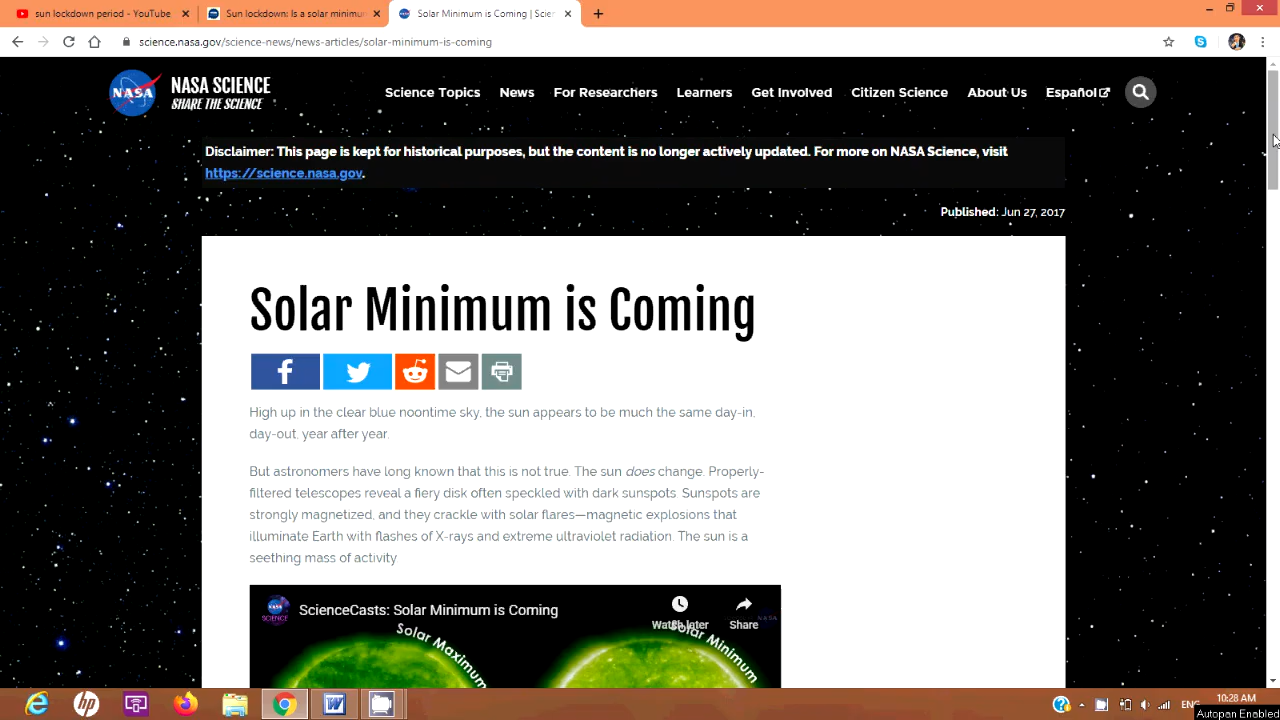 sun lockdown period - YouTube
Sun lockdown: Is a solar minimum
Solar Minimum is Coming | Scien
science.nasa.gov/science-news/news-articles/solar-minimum-is-coming
NASA
NASA SCIENCE
SHARE THE SCIENCE
Science Topics News For Researchers Learners Get Involved Citizen Science About Us Español
Disclaimer: This page is kept for historical purposes, but the content is no longer actively updated. For more on NASA Science, visit
https://science.nasa.gov.
Published: Jun 27, 2017
Solar Minimum is Coming
High up in the clear blue noontime sky, the sun appears to be much the same day-in,
day-out, year after year.
But astronomers have long known that this is not true. The sun does change. Properly-
filtered telescopes reveal a fiery disk often speckled with dark sunspots. Sunspots are
strongly magnetized, and they crackle with solar flares—magnetic explosions that
illuminate Earth with flashes of X-rays and extreme ultraviolet radiation. The sun is a
seething mass of activity
NASA SCIENCE
ScienceCasts: Solar Minimum is Coming
Watch later Share
Solar Maximum
Solar Minimum
hp
ENG
10:28 AM
Autopan Enabled